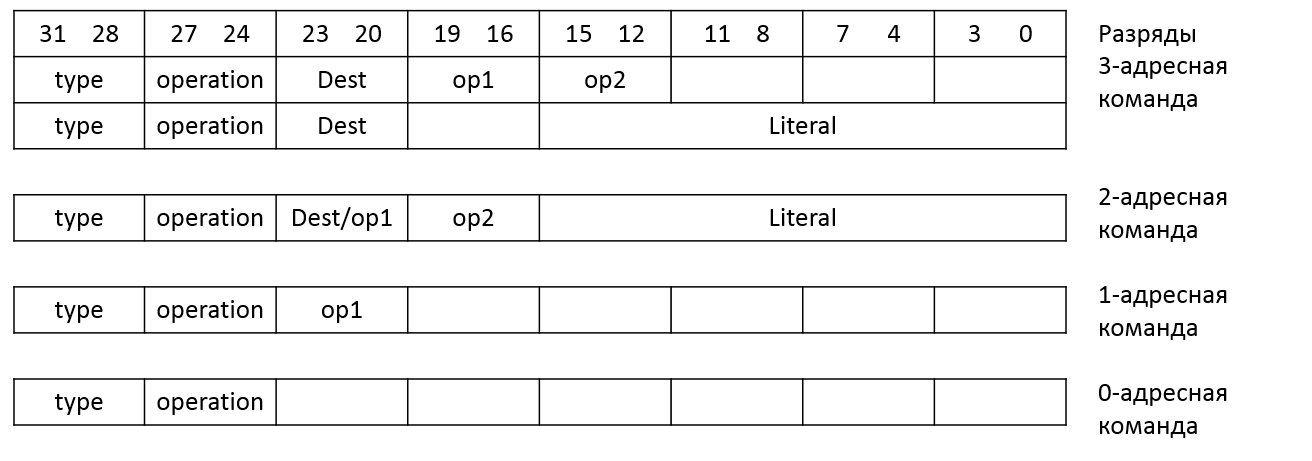 31 28 27 24 23 20 19 16 15 12 11 8 7 4 3 0 Разряды
type operation Dest op1 op2 3-адресная
команда
type operation Dest Literal
2-адресная
type operation Dest/op1 op2 Literal
команда
1-адресная
type operation op1
команда
0-адресная
type operation
команда